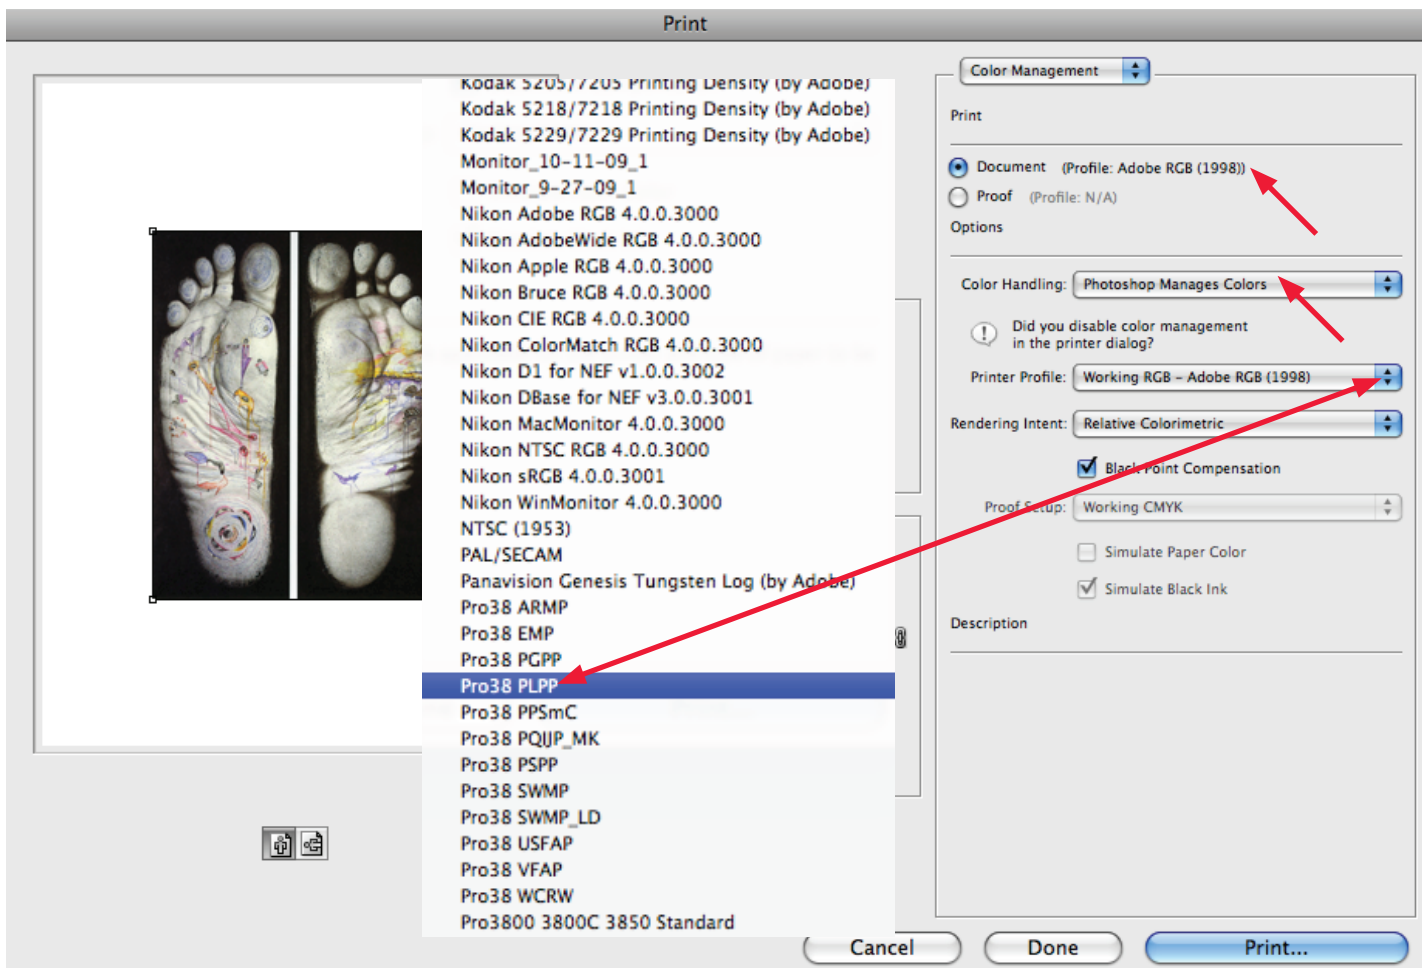 Print
Kodak 5205/7205 Printing Density (by Adobe)
Kodak 5218/7218 Printing Density (by Adobe)
Kodak 5229/7229 Printing Density (by Adobe)
Monitor_10-11-09_1
Monitor_9-27-09_1
Nikon Adobe RGB 4.0.0.3000
Nikon AdobeWide RGB 4.0.0.3000
Nikon Apple RGB 4.0.0.3000
Nikon Bruce RGB 4.0.0.3000
Nikon CIE RGB 4.0.0.3000
Nikon ColorMatch RGB 4.0.0.3000
Nikon D1 for NEF v1.0.0.3002
Nikon DBase for NEF v3.0.0.3001
Nikon MacMonitor 4.0.0.3000
Nikon NTSC RGB 4.0.0.3000
Nikon sRGB 4.0.0.3001
Nikon WinMonitor 4.0.0.3000
NTSC (1953)
PAL/SECAM
Panavision Genesis Tungsten Log (by Adobe)
Pro38 ARMP
Pro38 EMP
Pro38 PGPP
Pro38 PLPP
Pro38 PPSmC
Pro38 PQIJP_MK
Pro38 PSPP
Pro38 SWMP
Pro38 SWMP_LD
Pro38 USFAP
Pro38 VFAP
Pro38 WCRW
Pro3800 3800C 3850 Standard
Color Management
Print
Document (Profile: Adobe RGB (1998))
Proof (Profile: N/A)
Options
Color Handling: Photoshop Manages Colors
Did you disable color management
in the printer dialog?
Printer Profile: Working RGB - Adobe RGB (1998)
Rendering Intent: Relative Colorimetric
Black Point Compensation
Proof Setup: Working CMYK
Simulate Paper Color
Simulate Black Ink
Description
Cancel Done Print...